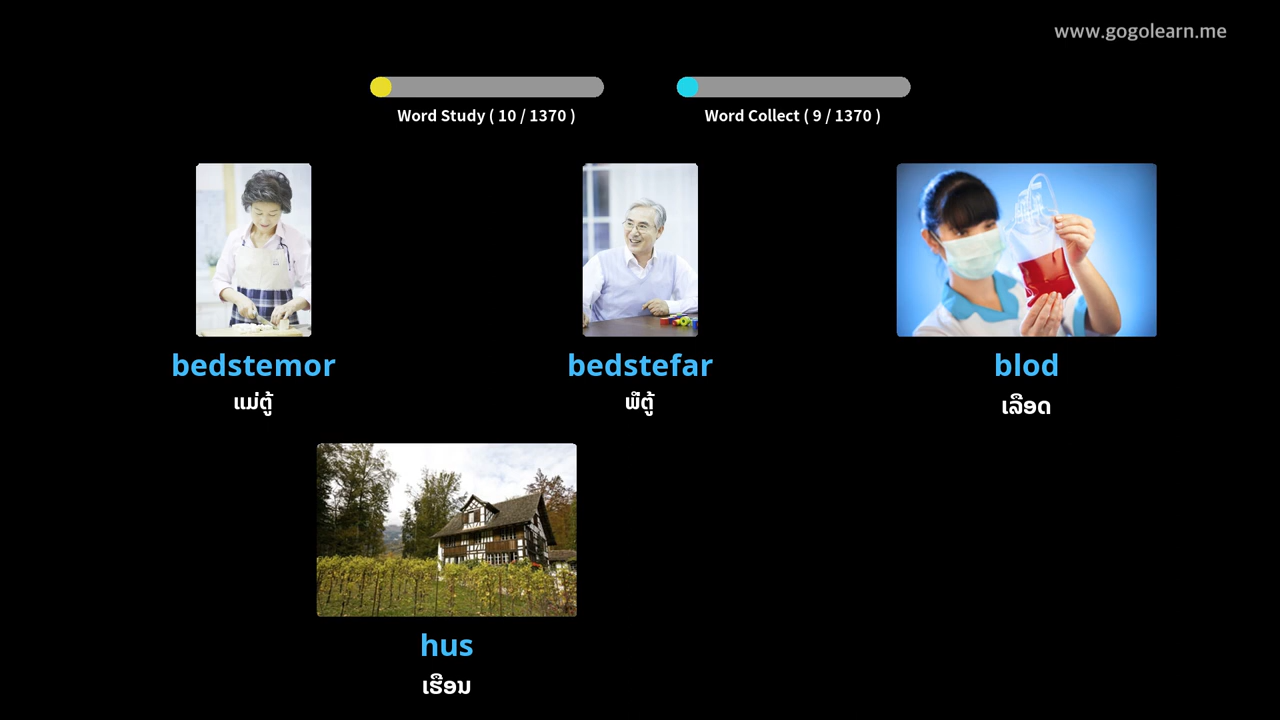 www.gogolearn.me
Word Study ( 10 / 1370 )
Word Collect ( 9 / 1370 )
bedstemor
ແມ່ຕູ້
bedstefar
ພໍ່ຕູ້
blod
ເລືອດ
hus
ເຮືອນ